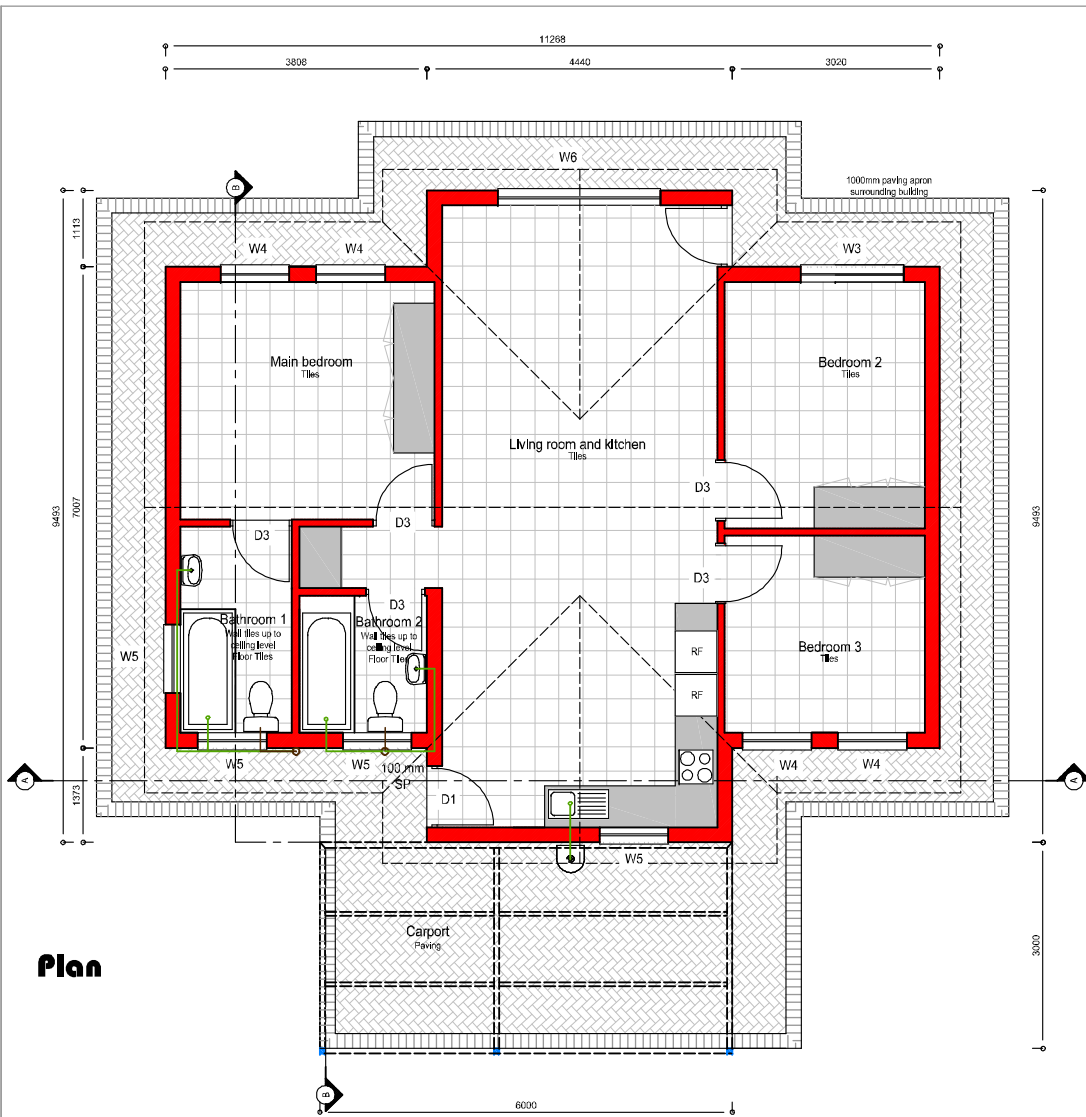 11268
3808
4440
3020
W6
1000mm paving apron
surrounding building
B
1113
W4
W4
W3
Main bedroom
Tiles
Bedroom 2
Tiles
Living room and kitchen
Tiles
D3
9493
7007
9493
D3
D3
D3
D3
Bathroom 1
Wall tiles up to
ceiling level
Floor Tiles
Bathroom 2
Wall tiles up to
ceiling level
Floor Tiles
Bedroom 3
Tiles
RF
RF
W5
W5
W5
100 mm
SP
W4
W4
A
A
1373
D1
W5
Carport
Paving
3000
Plan
B
6000